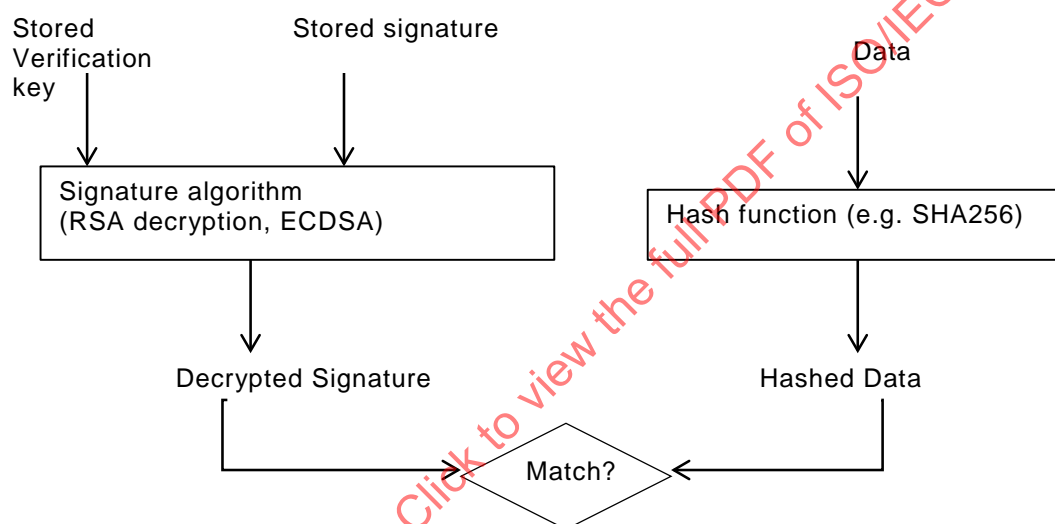 Stored
Verification
key
Stored signature
Data
Signature algorithm
(RSA decryption, ECDSA)
Hash function (e.g. SHA256)
Decrypted Signature
Hashed Data
Match?
Click to view the full PDF of ISO/IEC